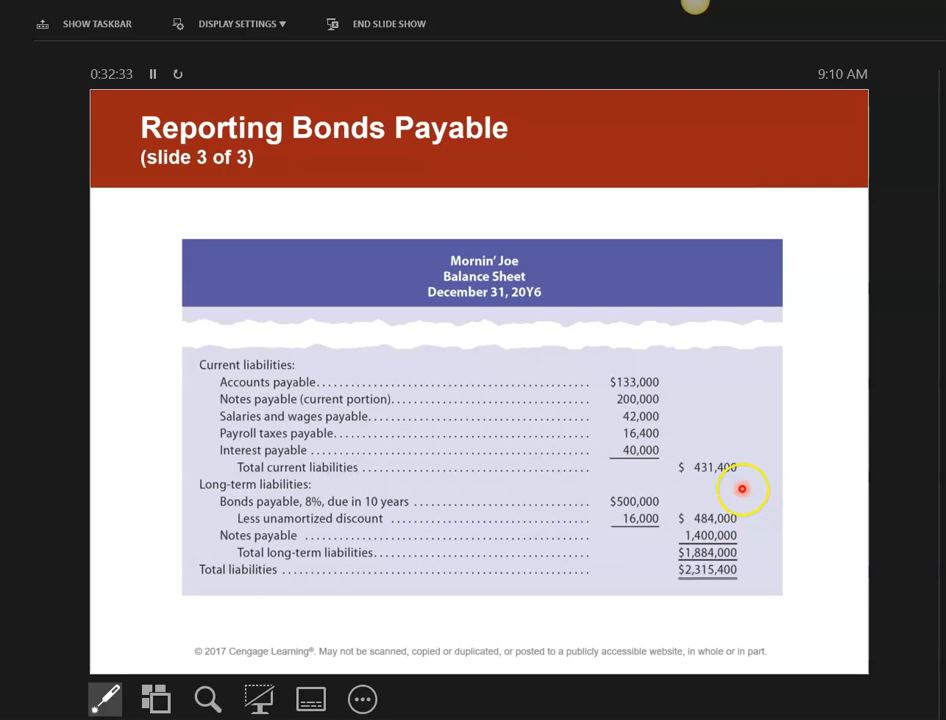 SHOW TASKBAR DISPLAY SETTINGS ▼ END SLIDE SHOW
0:32:33 9:10 AM
Reporting Bonds Payable
(slide 3 of 3)
Mornin' Joe
Balance Sheet
December 31, 20Y6
Current liabilities:
Accounts payable. . . . . . . . . . $133,000
Notes payable (current portion). . . . . . . . . . 200,000
Salaries and wages payable. . . . . . . . . . 42,000
Payroll taxes payable. . . . . . . . . . 16,400
Interest payable . . . . . . . . . . 40,000
Total current liabilities . . . . . . . . . . $ 431,400
Long-term liabilities:
Bonds payable, 8%, due in 10 years . . . . . . . . . . $500,000
Less unamortized discount . . . . . . . . . . 16,000 $ 484,000
Notes payable . . . . . . . . . . 1,400,000
Total long-term liabilities. . . . . . . . . . $1,884,000
Total liabilities . . . . . . . . . . $2,315,400
© 2017 Cengage Learning®. May not be scanned, copied or duplicated, or posted to a publicly accessible website, in whole or in part.